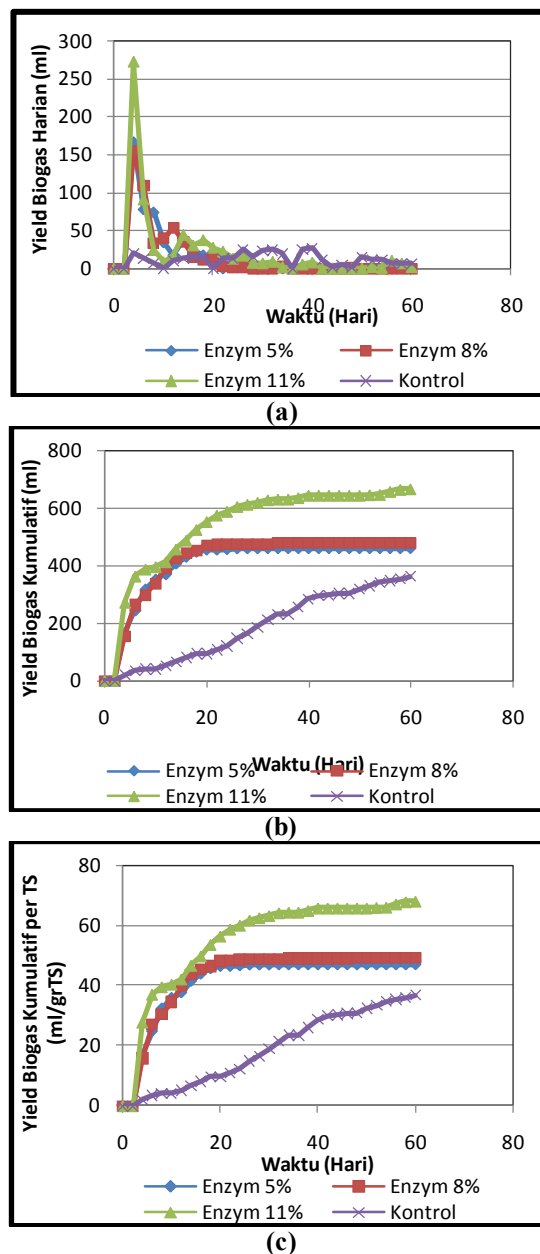 Yield Biogas Harian (ml)
300
250
200
150
100
50
0
0 20 40 60 80
Waktu (Hari)
Enzym 5% Enzym 8%
Enzym 11% Kontrol
(a)
Yield Biogas Kumulatif (ml)
800
600
400
200
0
0 20 40 60 80
Waktu (Hari)
Enzym 5% Enzym 8%
Enzym 11% Kontrol
(b)
Yield Biogas Kumulatif per TS
(ml/grTS)
80
60
40
20
0
0 20 40 60 80
Waktu (Hari)
Enzym 5% Enzym 8%
Enzym 11% Kontrol
(c)